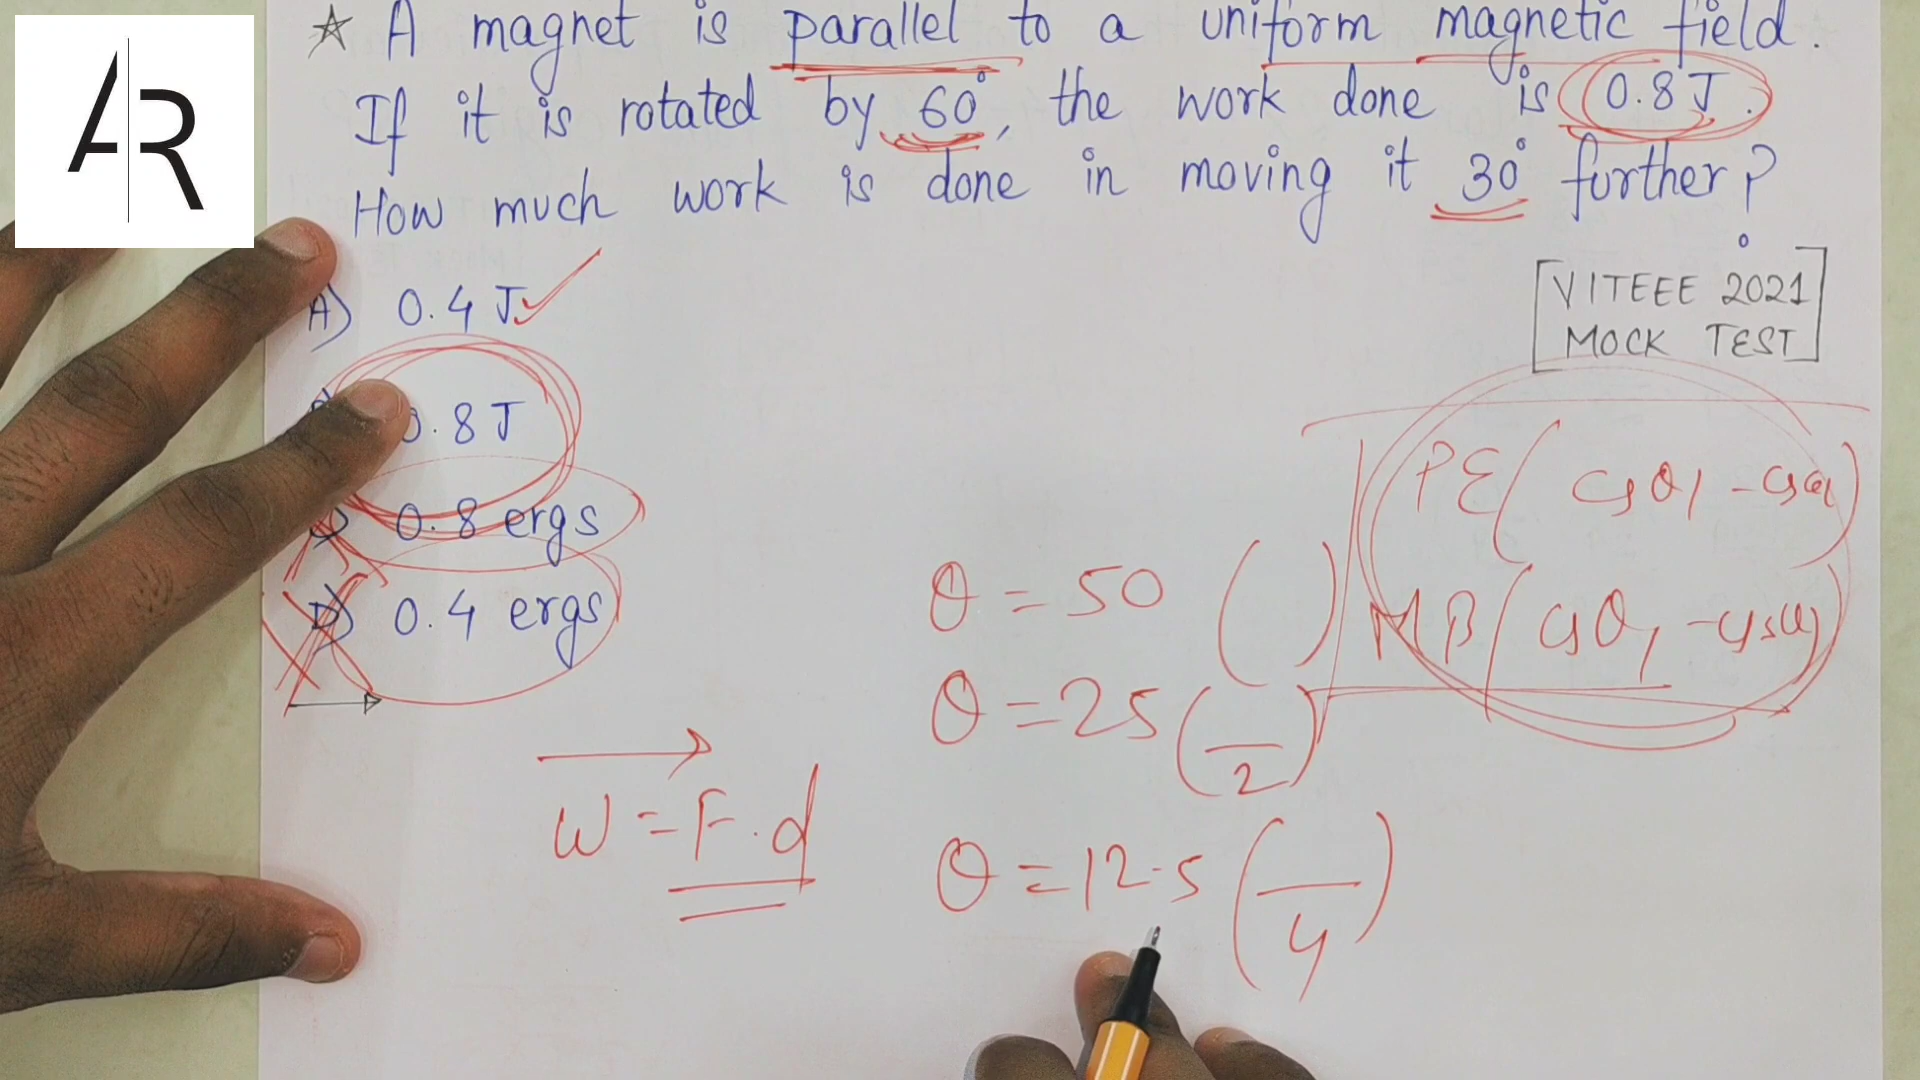 AR
☆ A magnet is parallel to a uniform magnetic field.
If it is rotated by 60°, the work done is 0.8 J.
How much work is done in moving it 30° further?
[VITEEE 2021
MOCK TEST]
A) 0.4 J ✓
0.8 J
0.8 ergs
D) 0.4 ergs
PE(
MB(
θ = 50 ( )
θ = 25 (—/2)
W = F.d
θ = 12.5 (—/4)